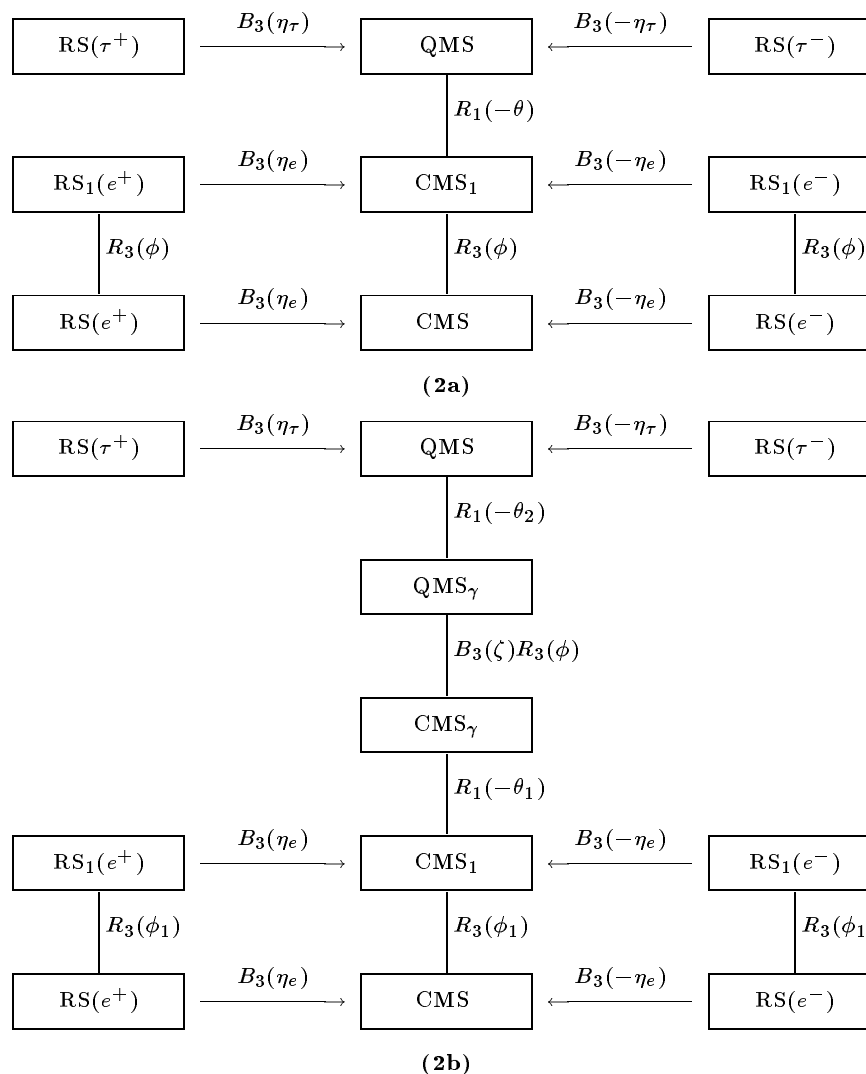 B₃(η_τ) B₃(−η_τ)
RS(τ⁺) QMS RS(τ⁻)
R₁(−θ)
B₃(η_e) B₃(−η_e)
RS₁(e⁺) CMS₁ RS₁(e⁻)
R₃(φ) R₃(φ) R₃(φ)
B₃(η_e) B₃(−η_e)
RS(e⁺) CMS RS(e⁻)
(2a)
B₃(η_τ) B₃(−η_τ)
RS(τ⁺) QMS RS(τ⁻)
R₁(−θ₂)
QMS_γ
B₃(ζ)R₃(φ)
CMS_γ
R₁(−θ₁)
B₃(η_e) B₃(−η_e)
RS₁(e⁺) CMS₁ RS₁(e⁻)
R₃(φ₁) R₃(φ₁) R₃(φ₁
B₃(η_e) B₃(−η_e)
RS(e⁺) CMS RS(e⁻)
(2b)